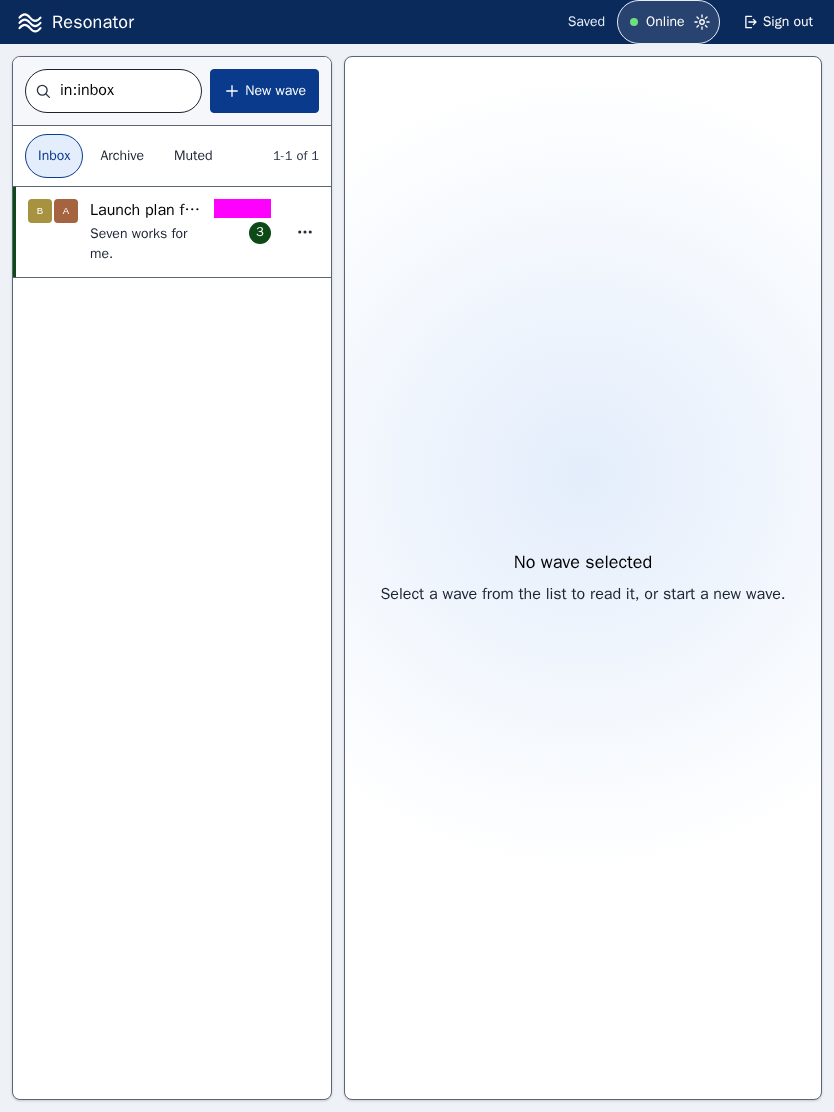 Resonator
Saved
Online
Sign out
in:inbox
New wave
Inbox
Archive
Muted
1-1 of 1
B
A
Launch plan f…
Seven works for
me.
3
No wave selected
Select a wave from the list to read it, or start a new wave.